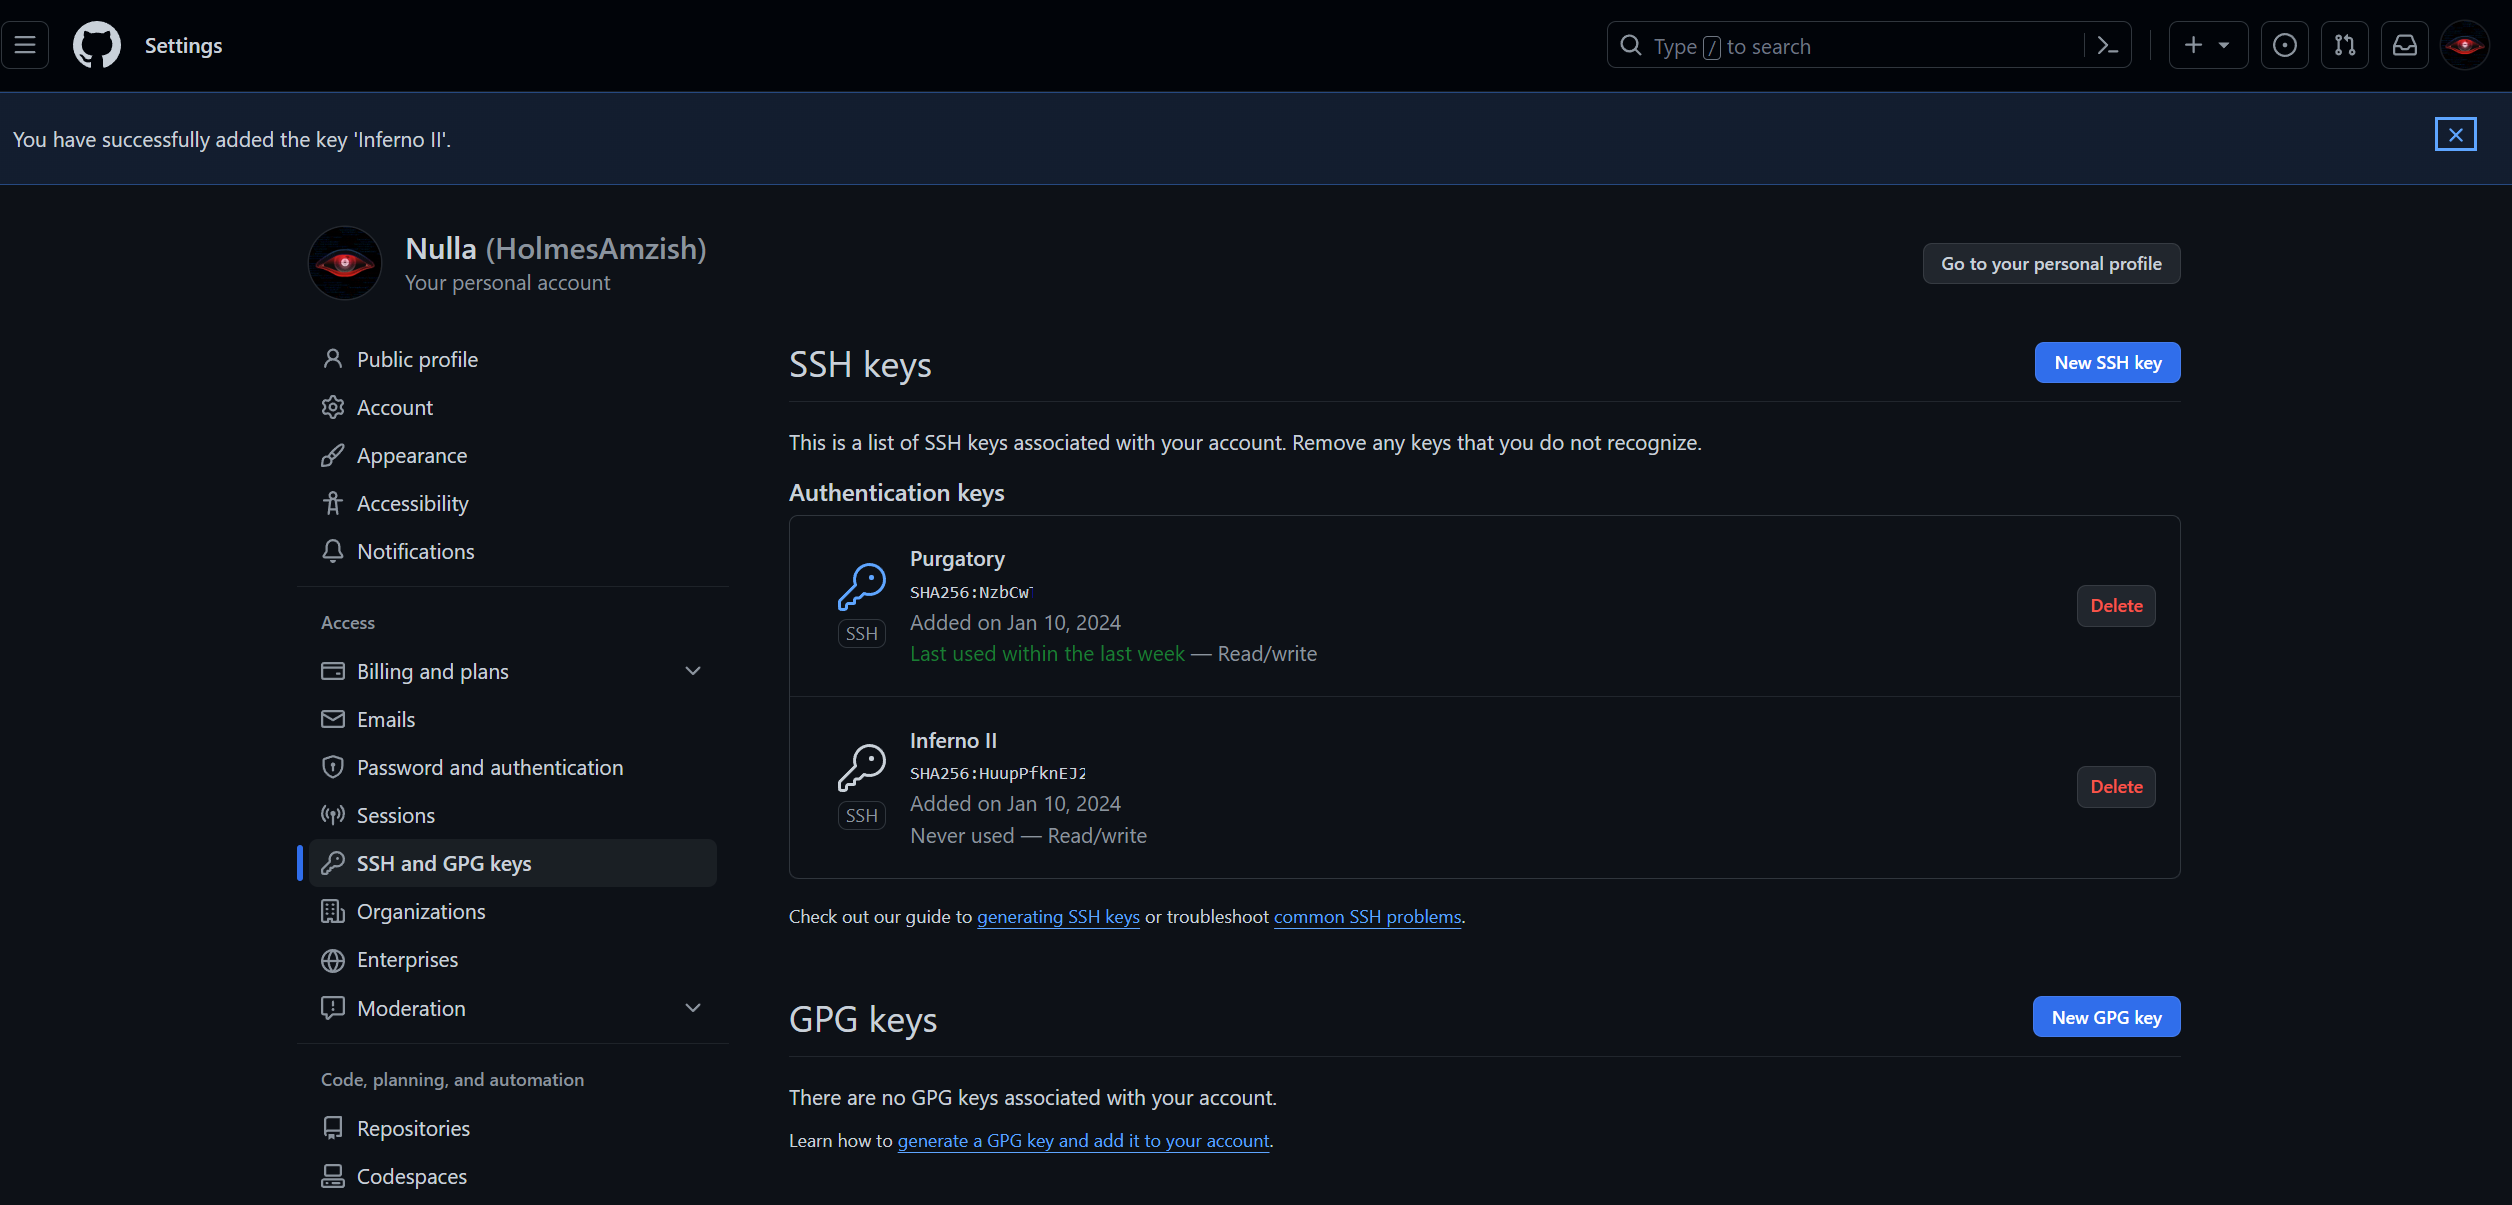 Settings
Type / to search
You have successfully added the key 'Inferno II'.
Nulla (HolmesAmzish)
Your personal account
Go to your personal profile
Public profile
Account
Appearance
Accessibility
Notifications
Access
Billing and plans
Emails
Password and authentication
Sessions
SSH and GPG keys
Organizations
Enterprises
Moderation
Code, planning, and automation
Repositories
Codespaces
SSH keys
New SSH key
This is a list of SSH keys associated with your account. Remove any keys that you do not recognize.
Authentication keys
Purgatory
SHA256:NzbCw
SSH
Added on Jan 10, 2024
Last used within the last week — Read/write
Delete
Inferno II
SHA256:HuupPfknEJ2
SSH
Added on Jan 10, 2024
Never used — Read/write
Delete
Check out our guide to generating SSH keys or troubleshoot common SSH problems.
GPG keys
New GPG key
There are no GPG keys associated with your account.
Learn how to generate a GPG key and add it to your account.